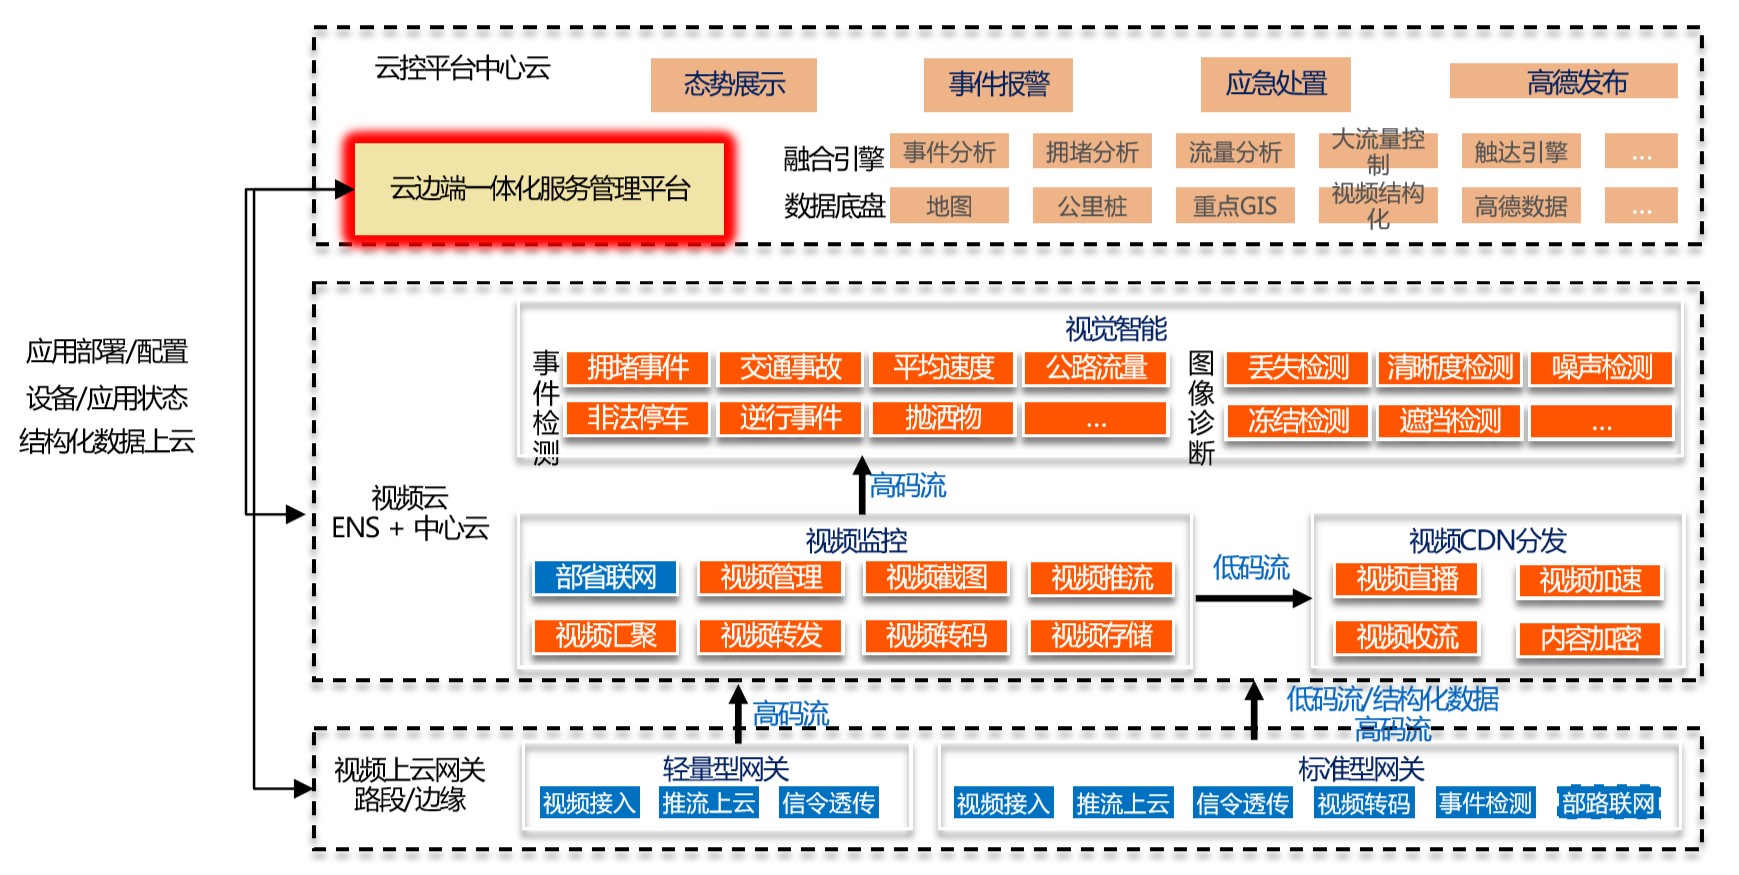 云控平台中心云
态势展示
事件报警
应急处置
高德发布
云边端一体化服务管理平台
融合引擎
事件分析
拥堵分析
流量分析
大流量控
制
触达引擎
...
数据底盘
地图
公里桩
重点GIS
视频结构
化
高德数据
...
应用部署/配置
设备/应用状态
结构化数据上云
视频云
ENS + 中心云
视觉智能
事
件
检
测
拥堵事件
交通事故
平均速度
公路流量
非法停车
逆行事件
抛洒物
...
图
像
诊
断
丢失检测
清晰度检测
噪声检测
冻结检测
遮挡检测
...
高码流
视频监控
部省联网
视频管理
视频截图
视频推流
视频汇聚
视频转发
视频转码
视频存储
低码流
视频CDN分发
视频直播
视频加速
视频收流
内容加密
高码流
低码流/结构化数据
高码流
视频上云网关
路段/边缘
轻量型网关
视频接入
推流上云
信令透传
标准型网关
视频接入
推流上云
信令透传
视频转码
事件检测
部路联网